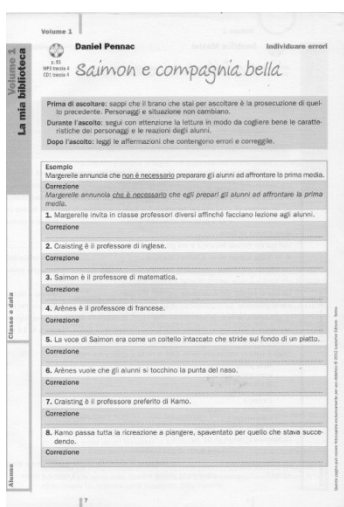 Volume 1
Daniel Pennac
Individuare errori
Saimon e compagnia bella
Volume 1
La mia biblioteca
Prima di ascoltare: sappi che il brano che stai per ascoltare è la prosecuzione di quel-
lo precedente. Personaggi e situazione non cambiano.
Durante l'ascolto: segui con attenzione la lettura in modo da cogliere bene le caratte-
ristiche dei personaggi e le reazioni degli alunni.
Dopo l'ascolto: leggi le affermazioni che contengono errori e correggile.
Esempio
Margerelle annuncia che non è necessario preparare gli alunni ad affrontare la prima media.
Correzione
Margerelle annuncia che è necessario che egli prepari gli alunni ad affrontare la prima
media.
1. Margerelle invita in classe professori diversi affinché facciano lezione agli alunni.
Correzione
2. Craisting è il professore di inglese.
Correzione
3. Saimon è il professore di matematica.
Correzione
4. Arènes è il professore di francese.
Correzione
5. La voce di Saimon era come un coltello intaccato che stride sul fondo di un piatto.
Correzione
6. Arènes vuole che gli alunni si tocchino la punta del naso.
Correzione
7. Craisting è il professore preferito di Kamo.
Correzione
8. Kamo passa tutta la ricreazione a piangere, spaventato per quello che stava succe-
dendo.
Correzione
Classe e data
Alunno
7